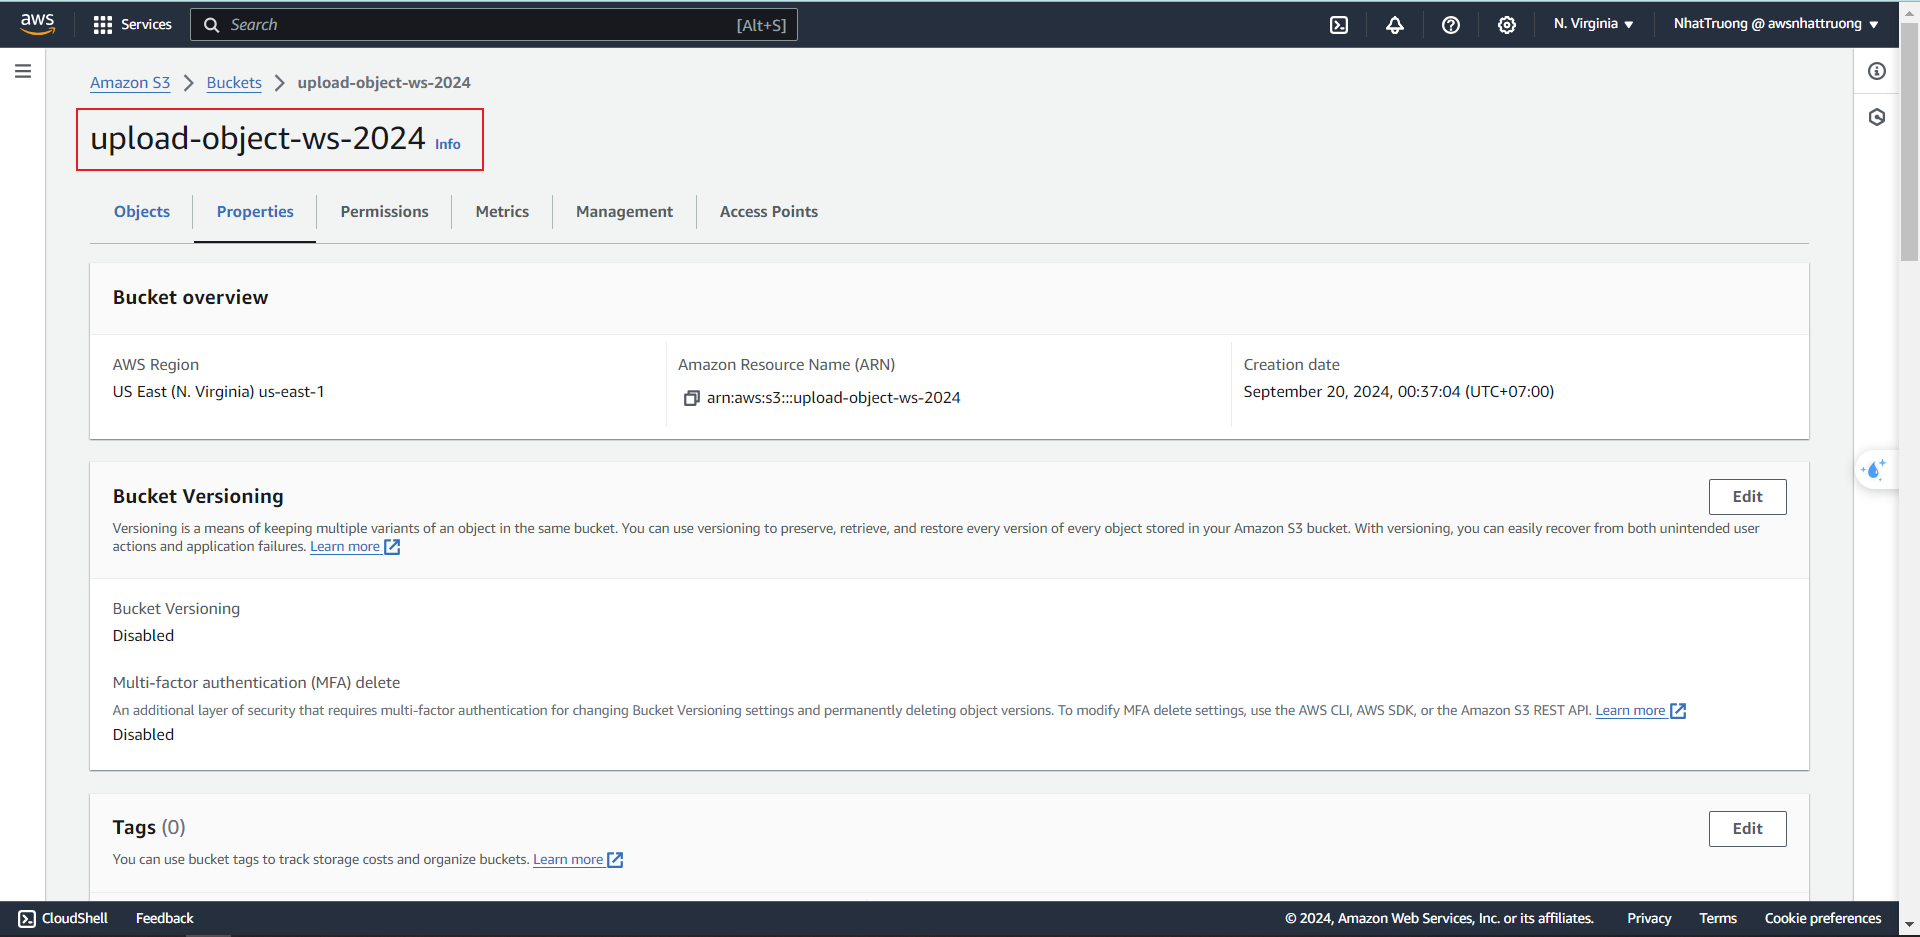 aws Services Search [Alt+S] N. Virginia NhatTruong @ awsnhattruong
Amazon S3 Buckets upload-object-ws-2024
upload-object-ws-2024 Info
Objects Properties Permissions Metrics Management Access Points
Bucket overview
AWS Region Amazon Resource Name (ARN) Creation date
US East (N. Virginia) us-east-1 arn:aws:s3:::upload-object-ws-2024 September 20, 2024, 00:37:04 (UTC+07:00)
Bucket Versioning Edit
Versioning is a means of keeping multiple variants of an object in the same bucket. You can use versioning to preserve, retrieve, and restore every version of every object stored in your Amazon S3 bucket. With versioning, you can easily recover from both unintended user
actions and application failures. Learn more
Bucket Versioning
Disabled
Multi-factor authentication (MFA) delete
An additional layer of security that requires multi-factor authentication for changing Bucket Versioning settings and permanently deleting object versions. To modify MFA delete settings, use the AWS CLI, AWS SDK, or the Amazon S3 REST API. Learn more
Disabled
Tags (0) Edit
You can use bucket tags to track storage costs and organize buckets. Learn more
CloudShell Feedback © 2024, Amazon Web Services, Inc. or its affiliates. Privacy Terms Cookie preferences